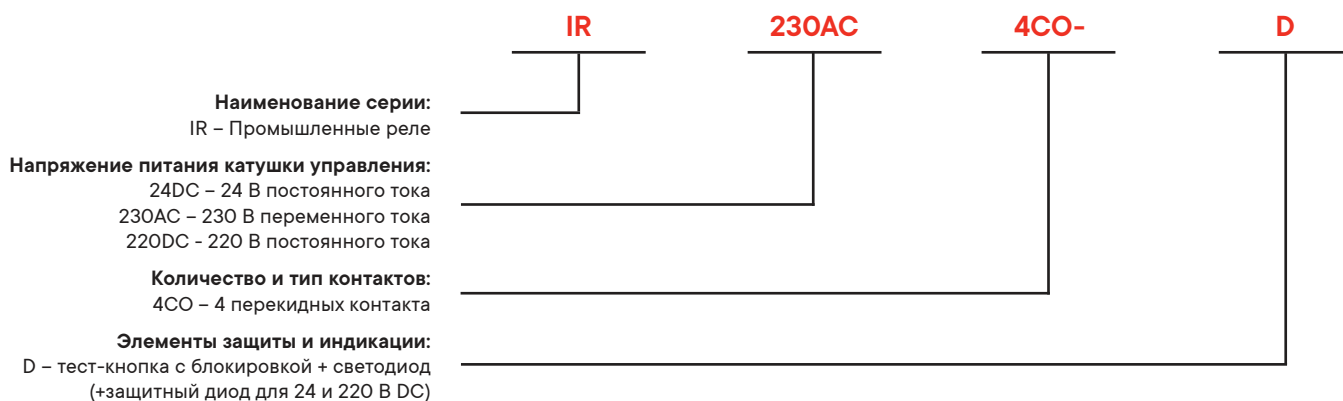 IR 230AC 4CO- D
Наименование серии:
IR – Промышленные реле
Напряжение питания катушки управления:
24DC – 24 В постоянного тока
230AC – 230 В переменного тока
220DC - 220 В постоянного тока
Количество и тип контактов:
4CO – 4 перекидных контакта
Элементы защиты и индикации:
D – тест-кнопка с блокировкой + светодиод
(+защитный диод для 24 и 220 В DC)